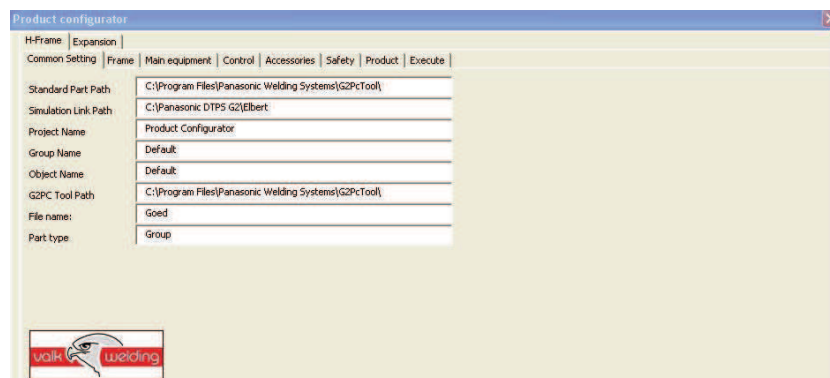 Product configurator
H-Frame Expansion
Common Setting Frame Main equipment Control Accessories Safety Product Execute
Standard Part Path C:\Program Files\Panasonic Welding Systems\G2PcTool\
Simulation Link Path C:\Panasonic DTPS G2\Elbert
Project Name Product Configurator
Group Name Default
Object Name Default
G2PC Tool Path C:\Program Files\Panasonic Welding Systems\G2PcTool\
File name: Goed
Part type Group
valk welding